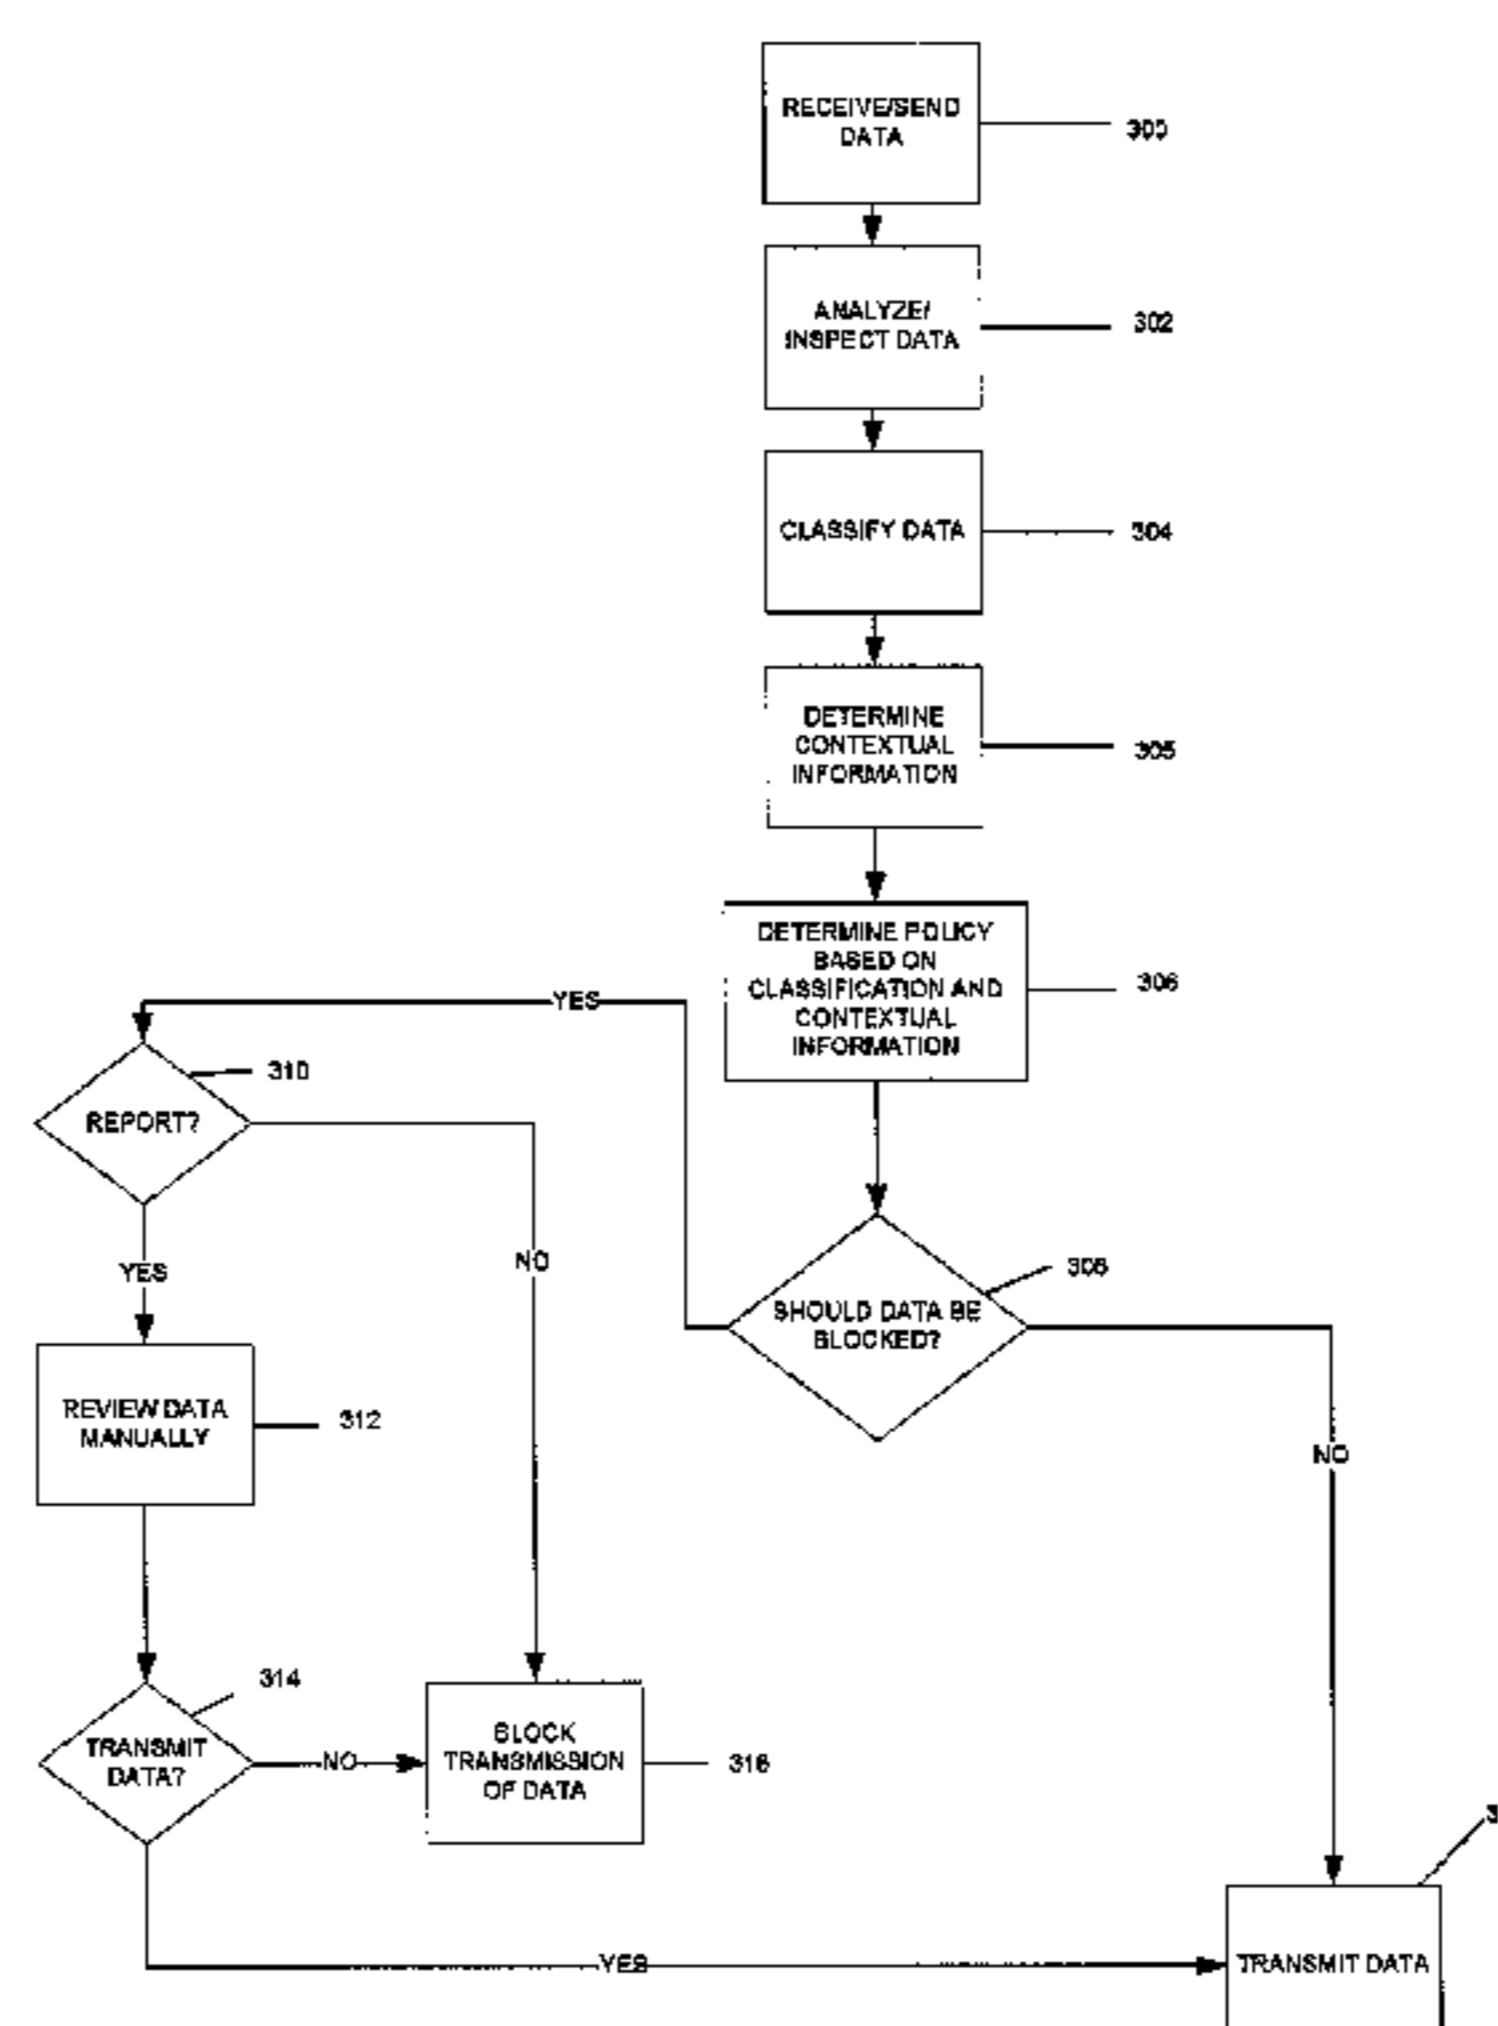 RECEIVE/SEND
DATA
300
ANALYZE/
INSPECT DATA
302
CLASSIFY DATA
304
DETERMINE
CONTEXTUAL
INFORMATION
305
DETERMINE POLICY
BASED ON
CLASSIFICATION AND
CONTEXTUAL
INFORMATION
306
YES
310
REPORT?
NO
YES
308
SHOULD DATA BE
BLOCKED?
NO
REVIEW DATA
MANUALLY
312
314
TRANSMIT
DATA?
NO
BLOCK
TRANSMISSION
OF DATA
316
3
YES
TRANSMIT DATA